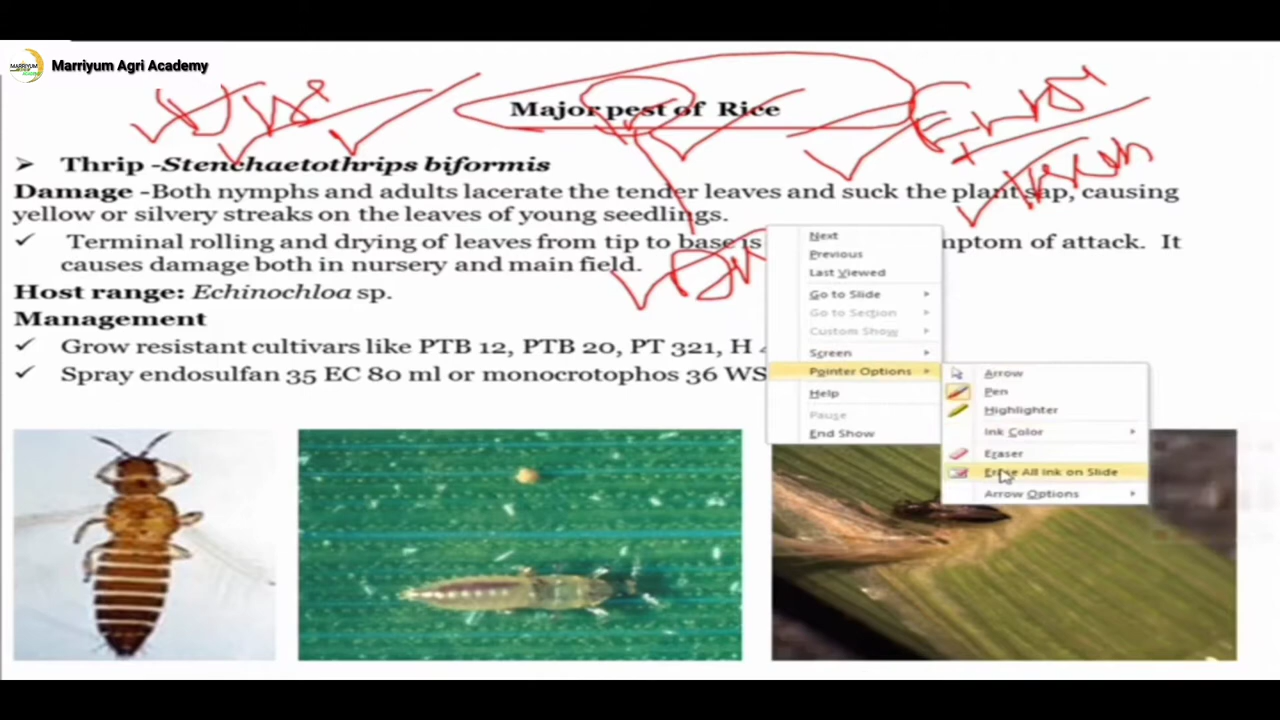 Marriyum Agri Academy
Major pest of Rice
➤ Thrip -Stenchaetothrips biformis
Damage -Both nymphs and adults lacerate the tender leaves and suck the plant sap, causing
yellow or silvery streaks on the leaves of young seedlings.
✓ Terminal rolling and drying of leaves from tip to base is of attack. It
causes damage both in nursery and main field.
Host range: Echinochloa sp.
Management
✓ Grow resistant cultivars like PTB 12, PTB 20, PT 321, H
✓ Spray endosulfan 35 EC 80 ml or monocrotophos 36 WS
Next
Previous
Last Viewed
Go to Slide
Go to Section
Custom Show
Screen
Pointer Options
Help
Pause
End Show
Arrow
Pen
Highlighter
Ink Color
Eraser
Erase All Ink on Slide
Arrow Options